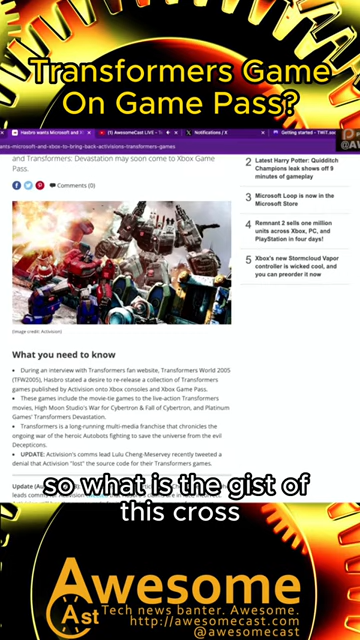 Transformers Game
On Game Pass?
Hasbro wants Microsoft and
AwesomeCast LIVE -
Notifications / X
Getting started - TWiT.soc
ants-microsoft-and-xbox-to-bring-back-activisions-transformers-games
and Transformers: Devastation may soon come to Xbox Game
Pass.
Comments (0)
2 Latest Harry Potter: Quidditch
Champions leak shows off 9
minutes of gameplay
3 Microsoft Loop is now in the
Microsoft Store
4 Remnant 2 sells one million
units across Xbox, PC, and
PlayStation in four days!
5 Xbox's new Stormcloud Vapor
controller is wicked cool, and
you can preorder it now
(Image credit: Activision)
What you need to know
• During an interview with Transformers fan website, Transformers World 2005
(TFW2005), Hasbro stated a desire to re-release a collection of Transformers
games published by Activision onto Xbox consoles and Xbox Game Pass.
• These games include the movie-tie games to the live-action Transformers
movies, High Moon Studio's War for Cybertron & Fall of Cybertron, and Platinum
Games' Transformers Devastation.
• Transformers is a long-running multi-media franchise that chronicles the
ongoing war of the heroic Autobots fighting to save the universe from the evil
Decepticons.
• UPDATE: Activision's comms lead Lulu Cheng-Meservey recently tweeted a
denial that Activision "lost" the source code for their Transformers games.
so what is the gist of
this cross
Awesome
Cast
Tech news banter. Awesome.
http://awesomecast.com
@awesomecast